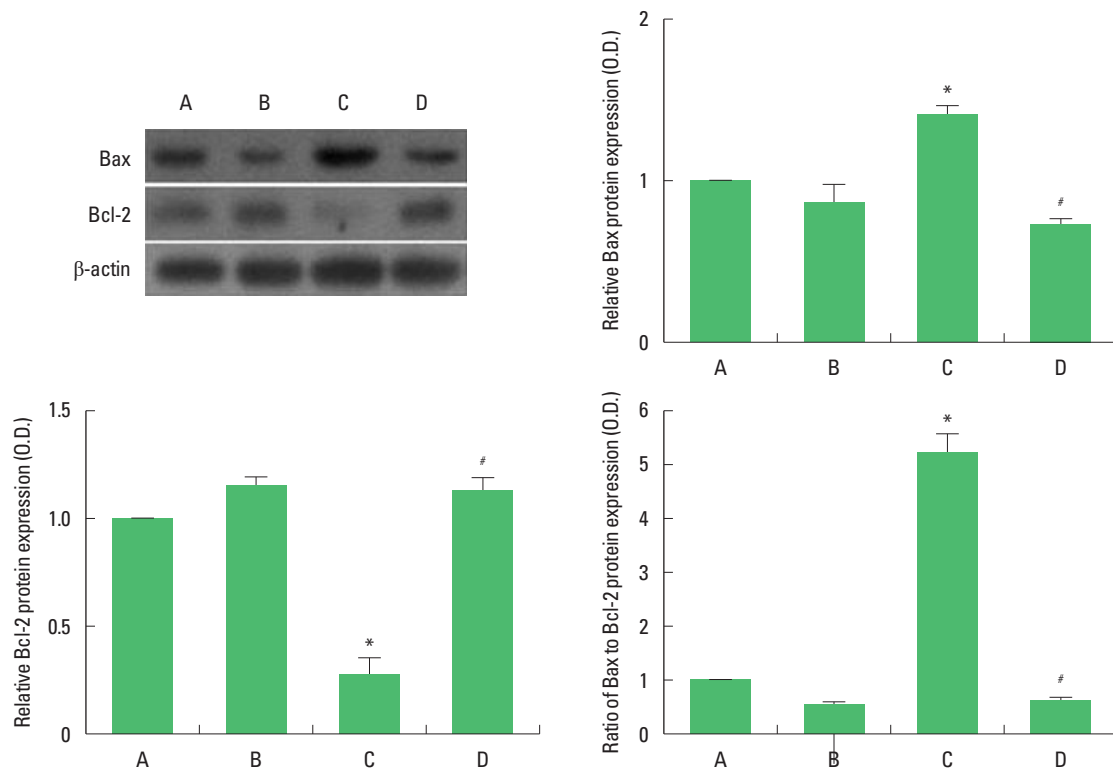 A B C D
Bax
Bcl-2
β-actin
Relative Bax protein expression (O.D.)
2
*
1
#
0
A B C D
Relative Bcl-2 protein expression (O.D.)
1.5
#
1.0
0.5
*
0
A B C D
Ratio of Bax to Bcl-2 protein expression (O.D.)
6
*
5
4
3
2
1
#
0
A B C D